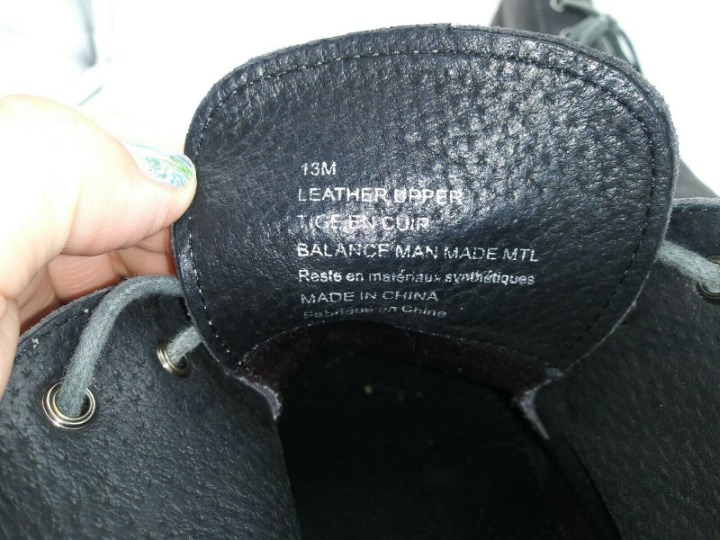 13M
LEATHER UPPER
TIGE EN CUIR
BALANCE MAN MADE MTL
Reste en matériaux synthétiques
MADE IN CHINA
Fabriqué en Chine